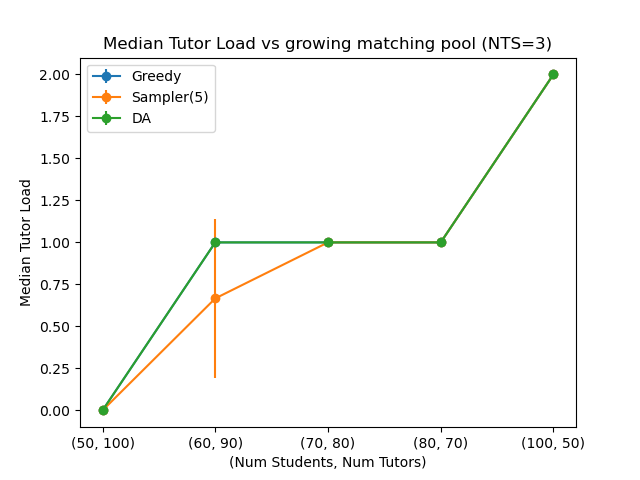 Median Tutor Load vs growing matching pool (NTS=3)
Greedy
Sampler(5)
DA
Median Tutor Load
2.00
1.75
1.50
1.25
1.00
0.75
0.50
0.25
0.00
(50, 100) (60, 90) (70, 80) (80, 70) (100, 50)
(Num Students, Num Tutors)